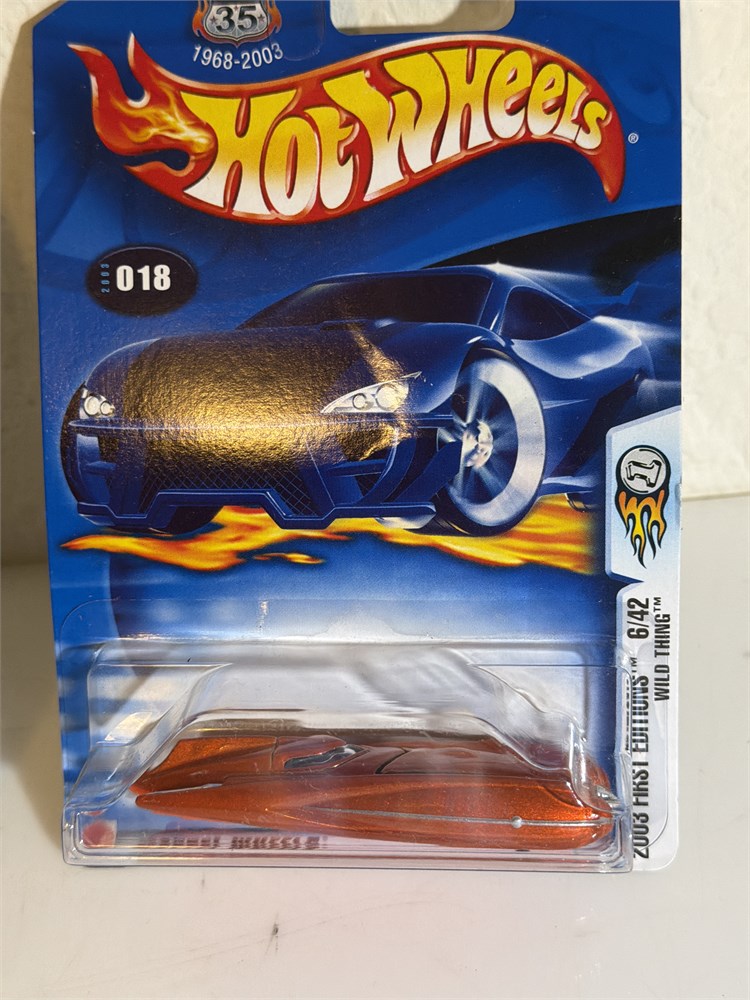 35
1968-2003
HOT WHEELS
®
2003
018
2003 FIRST EDITIONS™ 6/42
WILD THING™